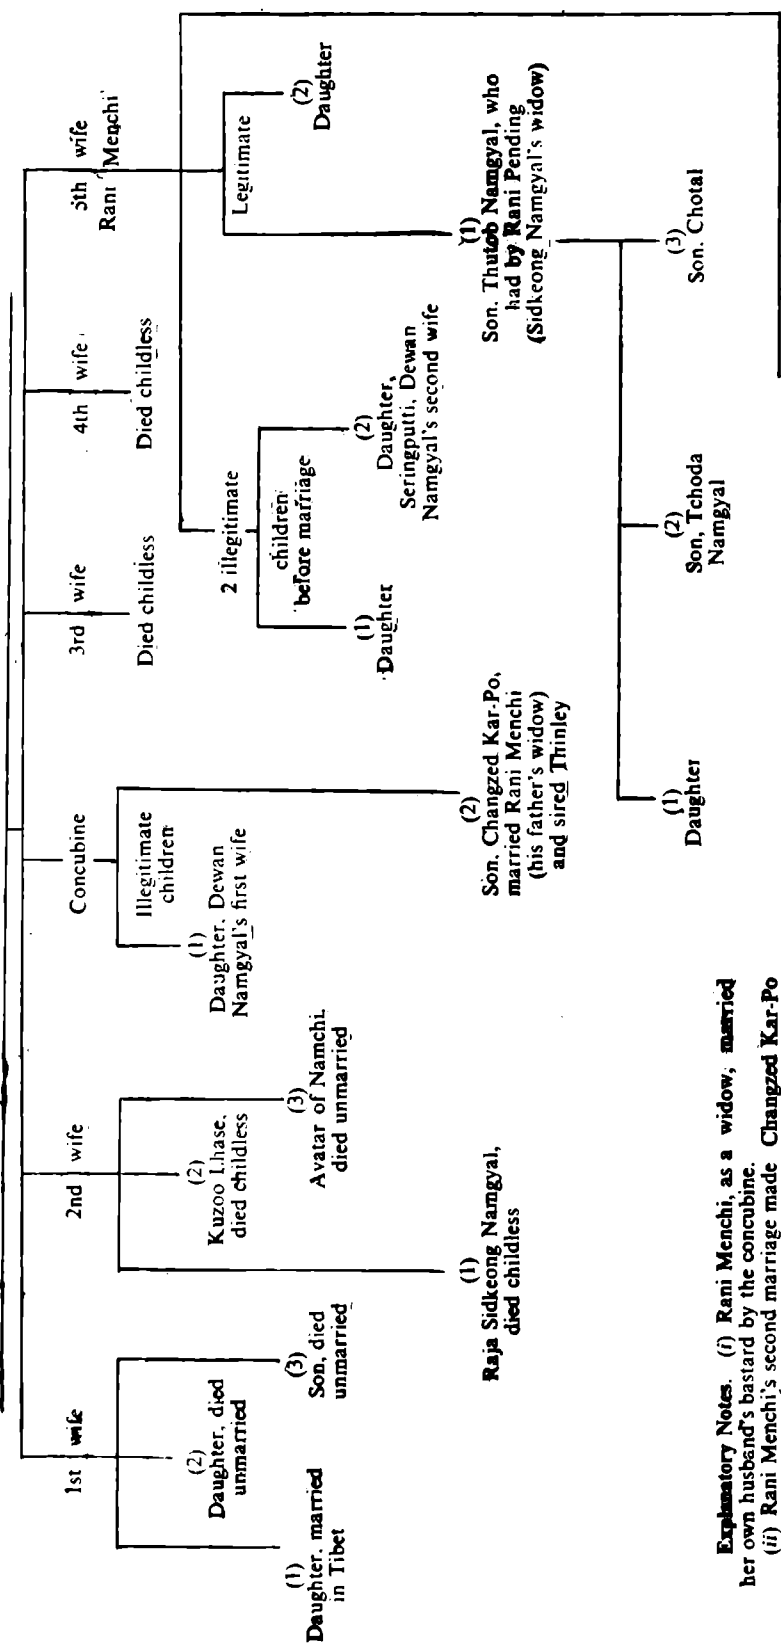 1st wife
(1)
Daughter, married
in Tibet
(2)
Daughter, died
unmarried
(3)
Son, died
unmarried
2nd wife
(1)
Raja Sidkeong Namgyal,
died childless
(2)
Kuzoo Lhase,
died childless
(3)
Avatar of Namchi,
died unmarried
Concubine
Illegitimate
children
(1)
Daughter. Dewan
Namgyal's first wife
(2)
Son. Changzed Kar-Po,
married Rani Menchi
(his father's widow)
and sired Thinley
3rd wife
Died childless
4th wife
Died childless
5th wife
Rani Menchi
2 illegitimate
children
before marriage
(1)
Daughter
(2)
Daughter,
Seringputti, Dewan
Namgyal's second wife
Legitimate
(1)
Son. Thutob Namgyal, who
had by Rani Pending
(Sidkeong Namgyal's widow)
(2)
Daughter
(1)
Daughter
(2)
Son, Tchoda
Namgyal
(3)
Son. Chotal
Explanatory Notes. (i) Rani Menchi, as a widow, married
her own husband's bastard by the concubine.
(ii) Rani Menchi's second marriage made Changzed Kar-Po